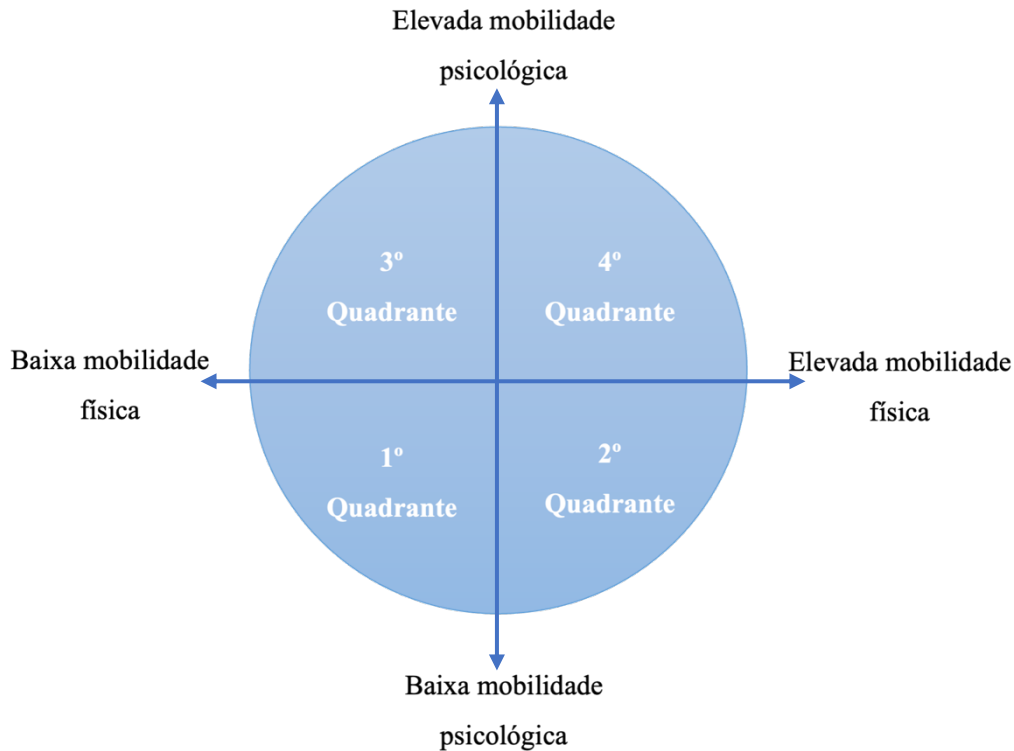 Elevada mobilidade
psicológica
3º
Quadrante
4º
Quadrante
Baixa mobilidade
física
Elevada mobilidade
física
1º
Quadrante
2º
Quadrante
Baixa mobilidade
psicológica